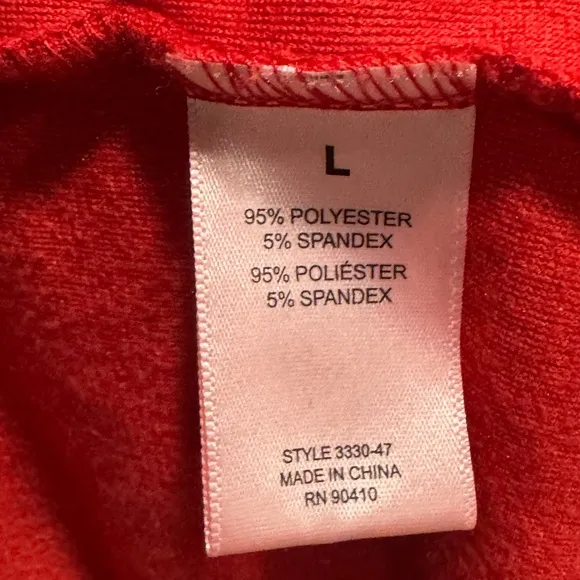 L
95% POLYESTER
5% SPANDEX
95% POLIÉSTER
5% SPANDEX
STYLE 3330-47
MADE IN CHINA
RN 90410